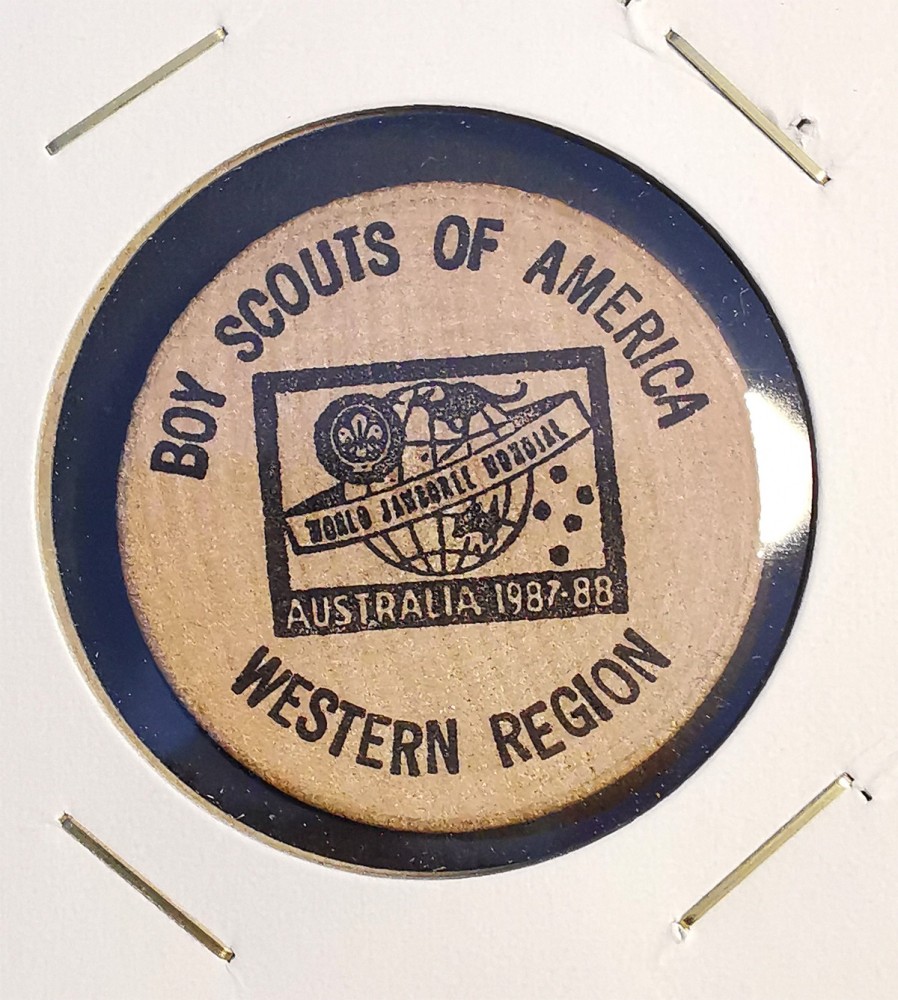 BOY SCOUTS OF AMERICA
WORLD JAMBOREE MONDIAL
AUSTRALIA 1987-88
WESTERN REGION